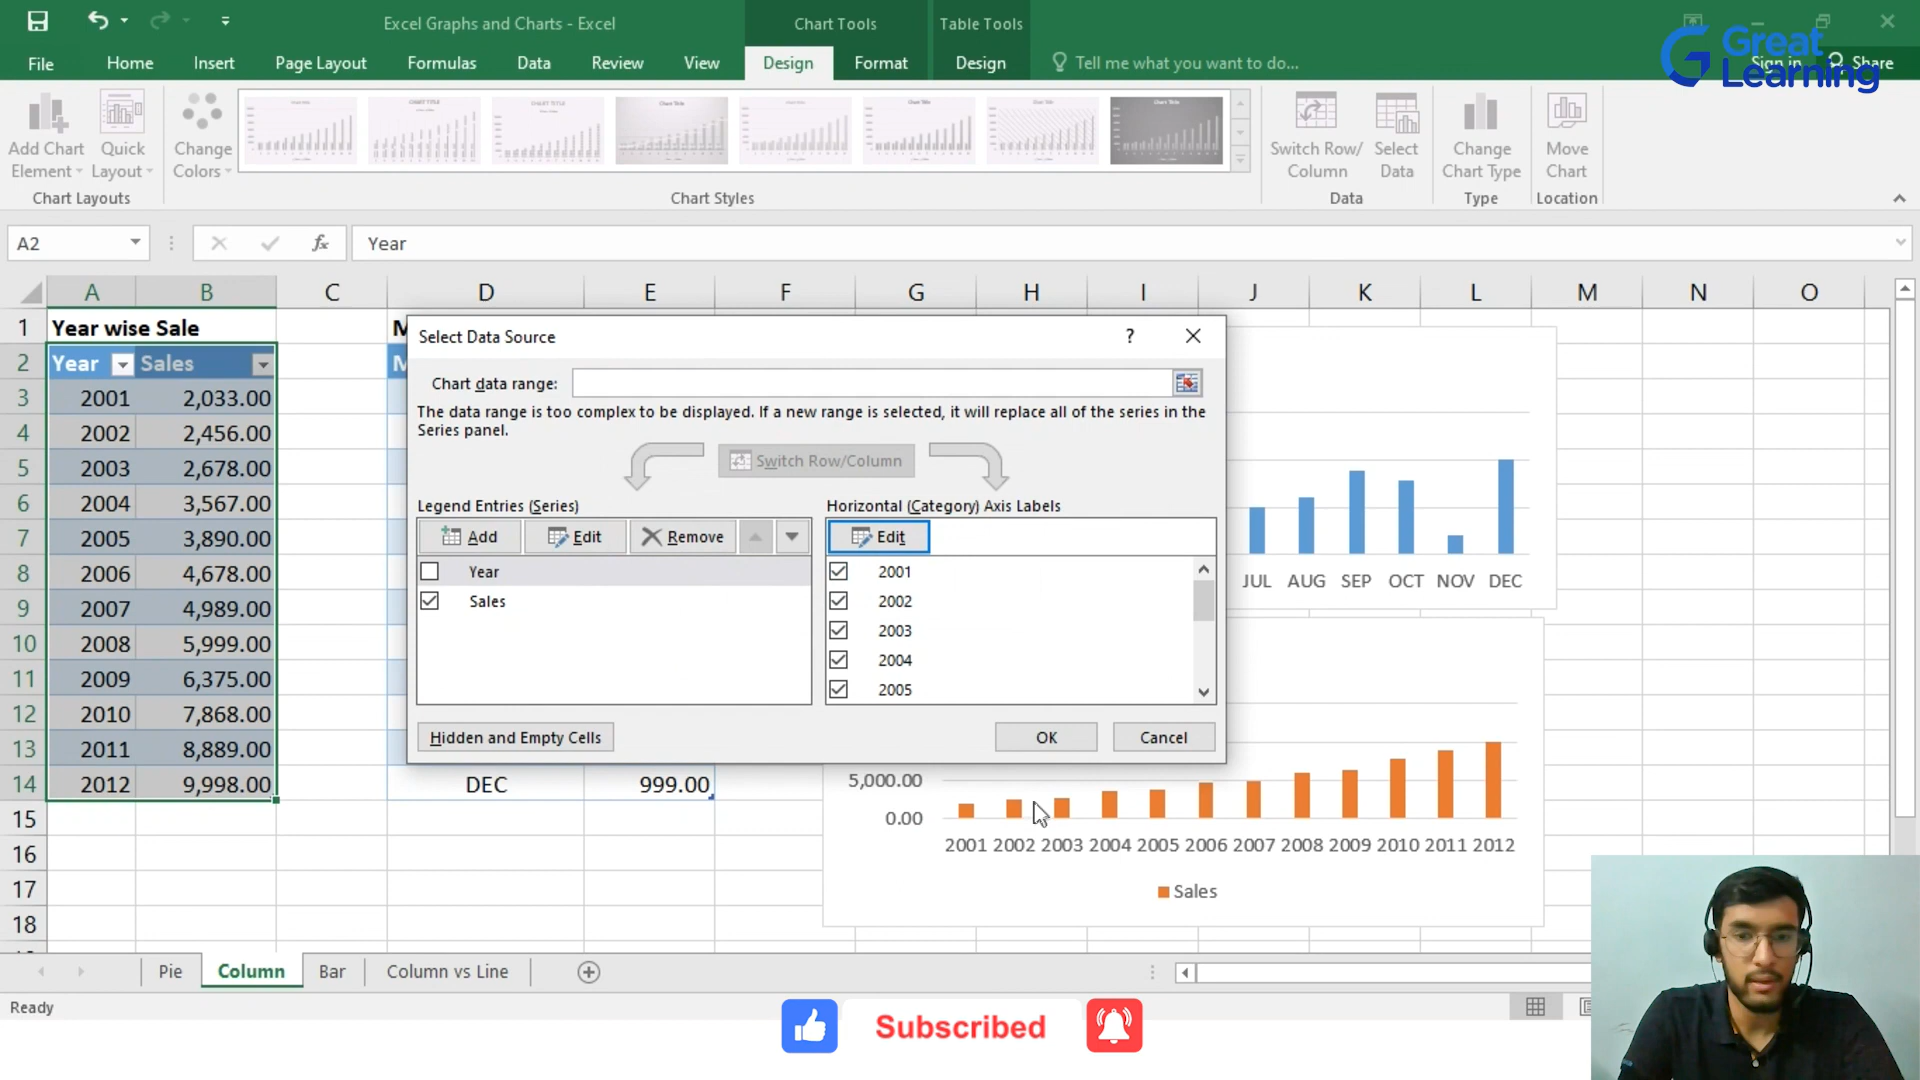 Excel Graphs and Charts - Excel
Chart Tools
Table Tools
File
Home
Insert
Page Layout
Formulas
Data
Review
View
Design
Format
Design
Tell me what you want to do...
Sign in
Share
Great
Learning
Add Chart
Element
Quick
Layout
Change
Colors
Switch Row/
Column
Select
Data
Change
Chart Type
Move
Chart
Chart Layouts
Chart Styles
Data
Type
Location
A2
fx
Year
A B C D E F G H I J K L M N O
1 Year wise Sale M
2 Year Sales M
3 2001 2,033.00
4 2002 2,456.00
5 2003 2,678.00
6 2004 3,567.00
7 2005 3,890.00
8 2006 4,678.00
9 2007 4,989.00
10 2008 5,999.00
11 2009 6,375.00
12 2010 7,868.00
13 2011 8,889.00
14 2012 9,998.00 DEC 999.00
15
16
17
18
Select Data Source
?
Chart data range:
The data range is too complex to be displayed. If a new range is selected, it will replace all of the series in the
Series panel.
Switch Row/Column
Legend Entries (Series)
Add
Edit
Remove
Year
Sales
Horizontal (Category) Axis Labels
Edit
2001
2002
2003
2004
2005
Hidden and Empty Cells
OK
Cancel
JUL AUG SEP OCT NOV DEC
5,000.00
0.00
2001 2002 2003 2004 2005 2006 2007 2008 2009 2010 2011 2012
Sales
Pie
Column
Bar
Column vs Line
Ready
Subscribed